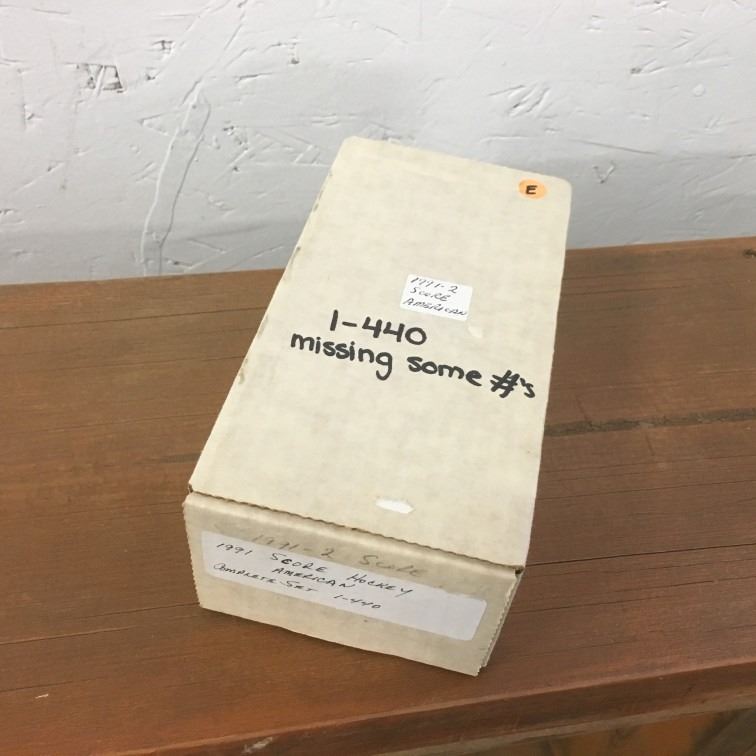 E
1991-2
SCORE
AMERICAN
1-440
missing some #'s
1991-2 Score
1991 SCORE HOCKEY
AMERICAN
COMPLETE SET 1-440